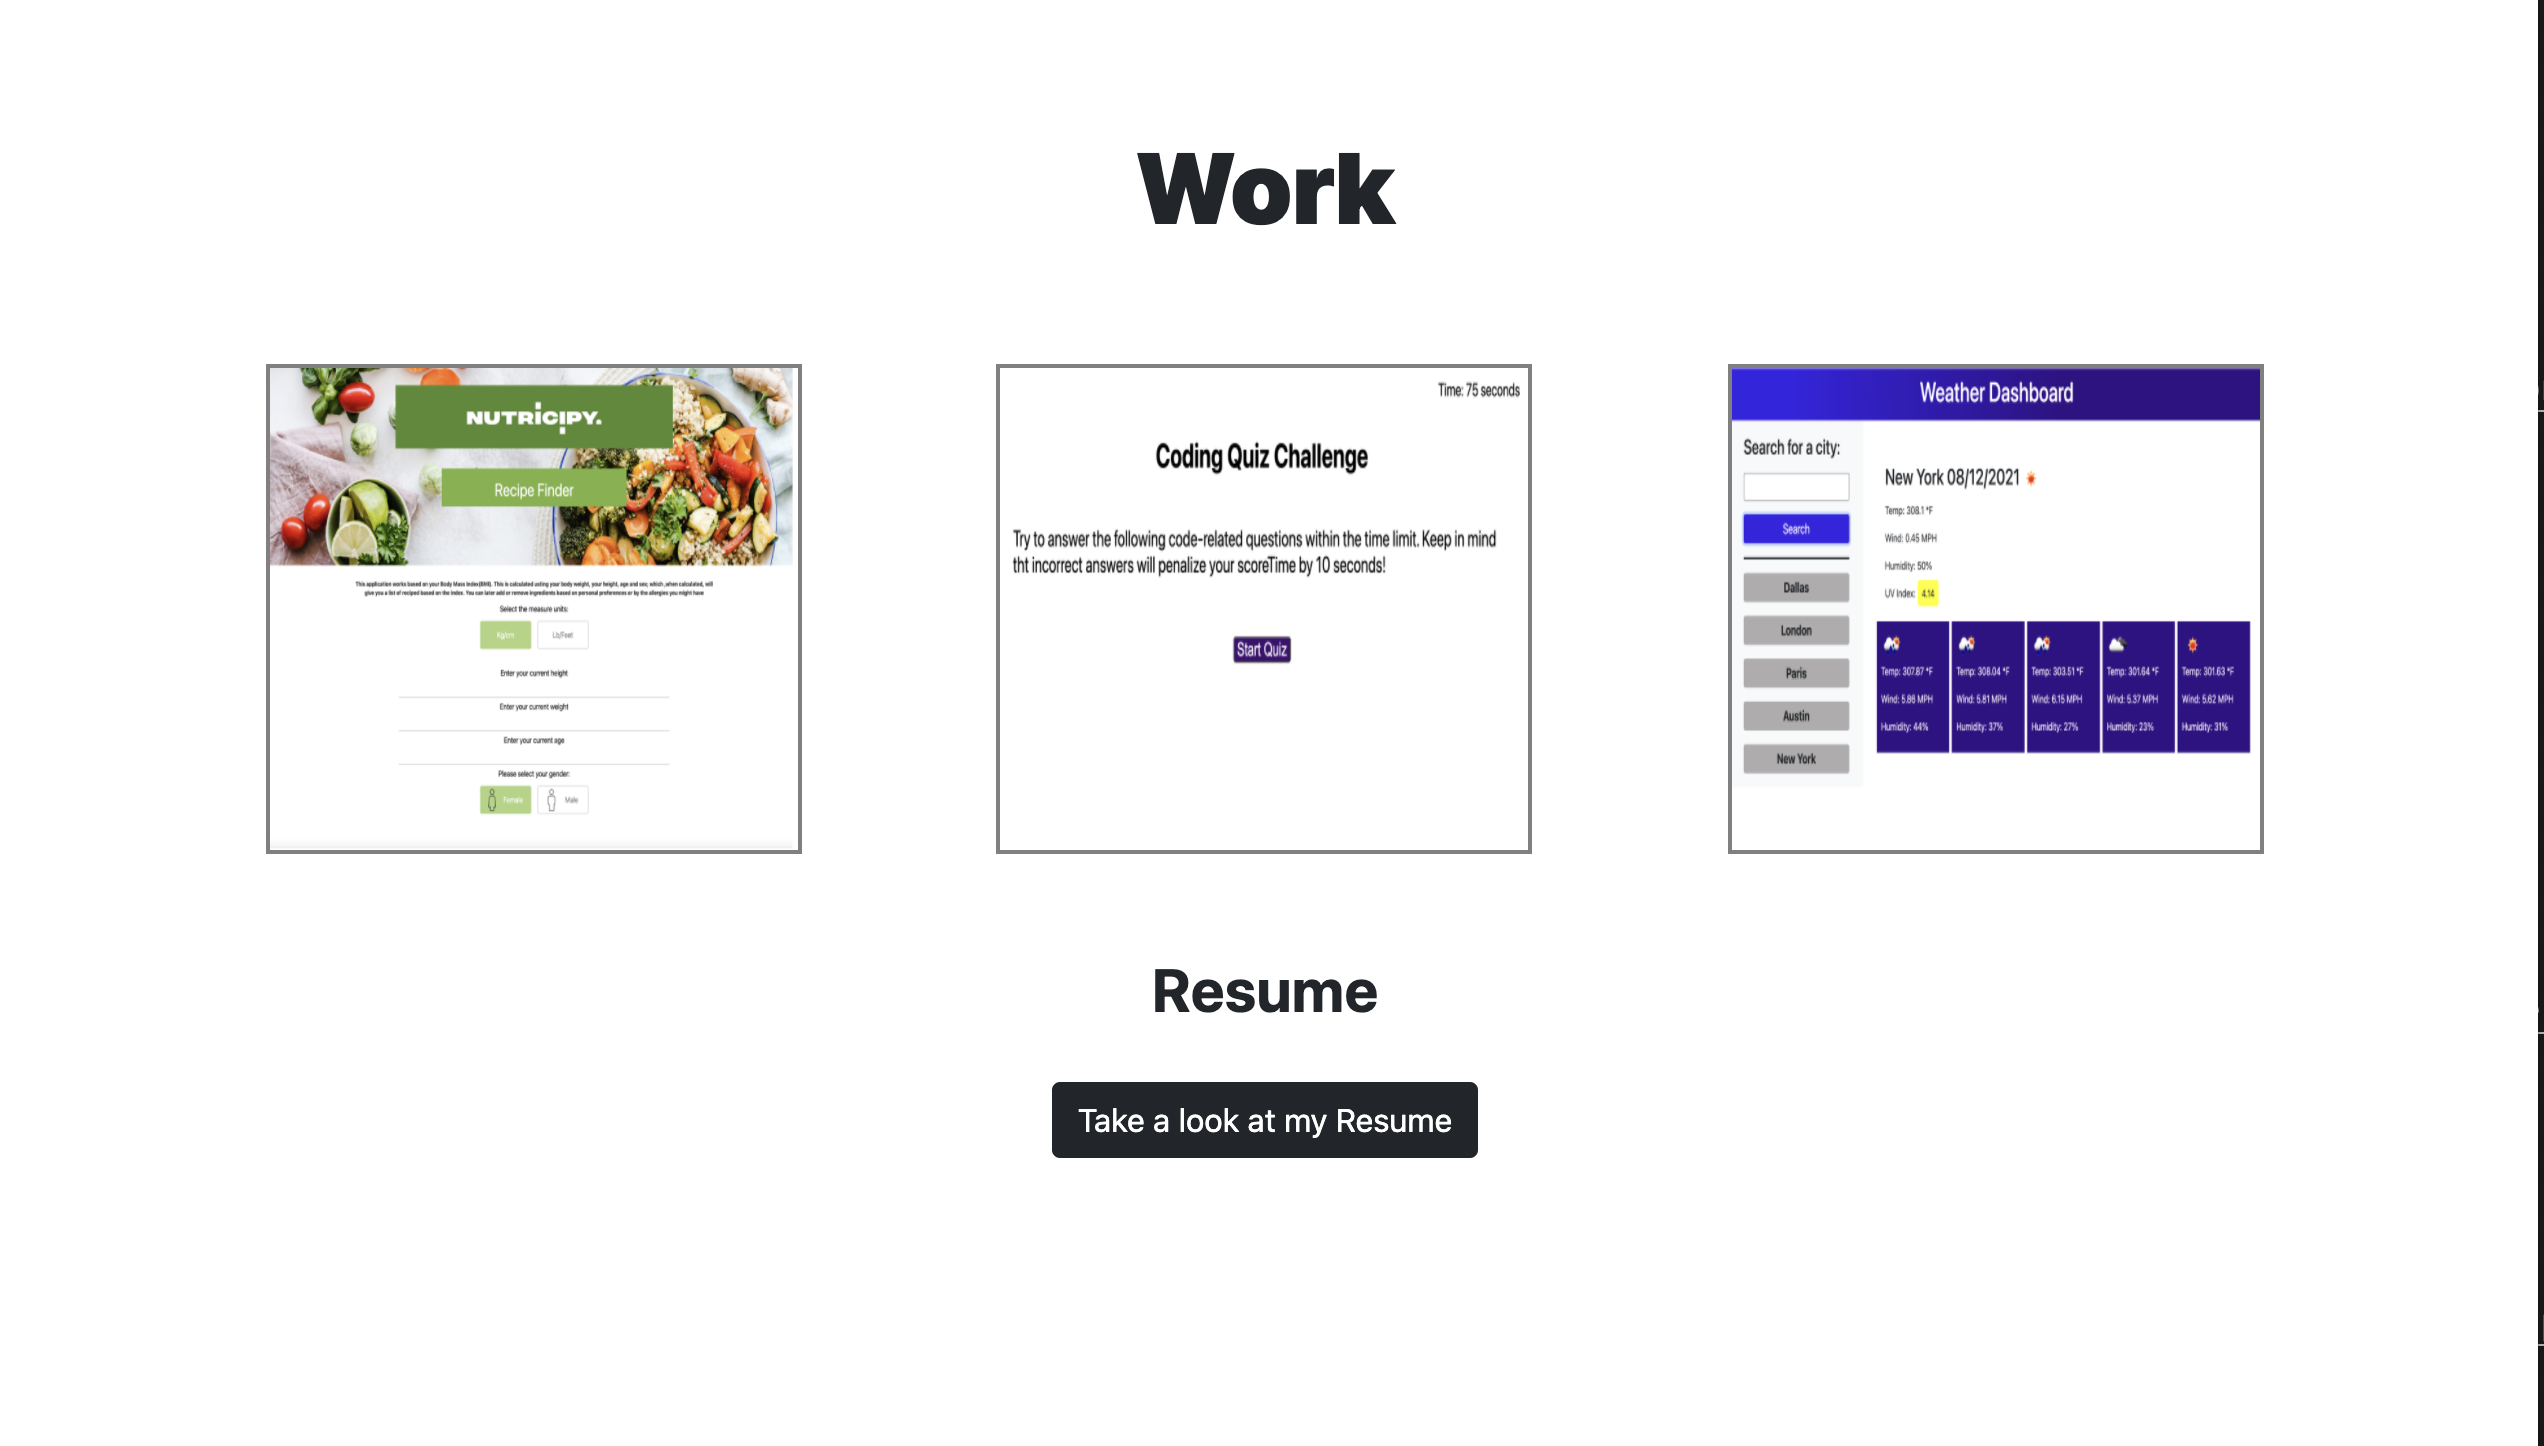 Work
NUTRiCiPY.
Recipe Finder
This application works based on your Body Mass Index(BMI). This is calculated using your body weight, your height, age and sex, which ,when calculated, will
give you a list of reciped based on the index. You can later add or remove ingredients based on personal preferences or by the allergies you might have
Select the measure units:
Kg/cm
Lb/Feet
Enter your current height
Enter your current weight
Enter your current age
Please select your gender:
Female
Male
Time: 75 seconds
Coding Quiz Challenge
Try to answer the following code-related questions within the time limit. Keep in mind
tht incorrect answers will penalize your scoreTime by 10 seconds!
Start Quiz
Weather Dashboard
Search for a city:
Search
Dallas
London
Paris
Austin
New York
New York 08/12/2021
Temp: 308.1 °F
Wind: 0.45 MPH
Humidity: 50%
UV Index: 4.14
Temp: 307.87 °F
Wind: 5.86 MPH
Humidity: 44%
Temp: 308.04 °F
Wind: 5.81 MPH
Humidity: 37%
Temp: 303.51 °F
Wind: 6.15 MPH
Humidity: 27%
Temp: 301.64 °F
Wind: 5.37 MPH
Humidity: 23%
Temp: 301.63 °F
Wind: 5.62 MPH
Humidity: 31%
Resume
Take a look at my Resume